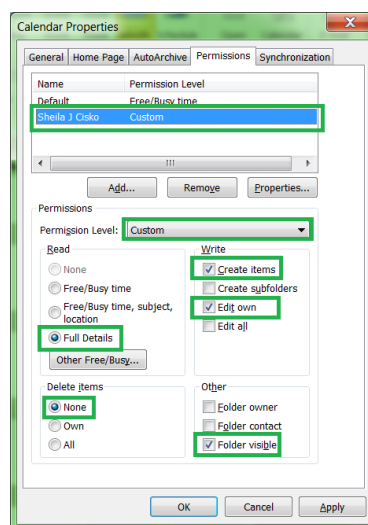 Calendar Properties
General Home Page AutoArchive Permissions Synchronization
Name Permission Level
Default Free/Busy time
Sheila J Cisko Custom
Add... Remove Properties...
Permissions
Permission Level: Custom
Read
None
Free/Busy time
Free/Busy time, subject,
location
Full Details
Other Free/Busy...
Write
Create items
Create subfolders
Edit own
Edit all
Delete items
None
Own
All
Other
Folder owner
Folder contact
Folder visible
OK Cancel Apply